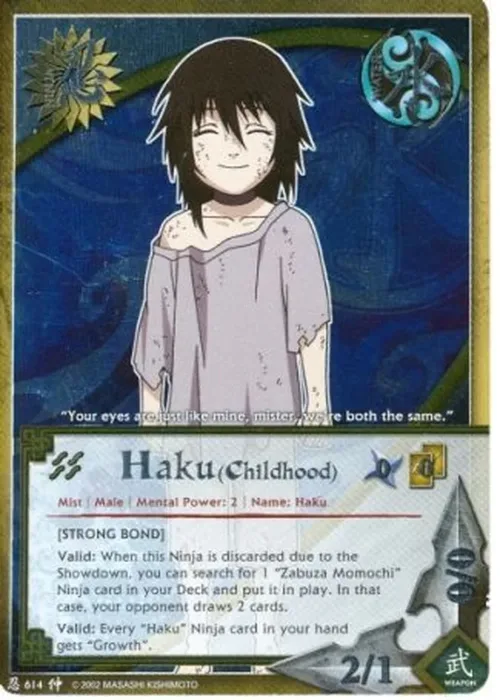 水
WATER
"Your eyes are just like mine, mister, we're both the same."
Haku (Childhood)
0 0
Mist | Male | Mental Power: 2 | Name: Haku
[STRONG BOND]
Valid: When this Ninja is discarded due to the
Showdown, you can search for 1 "Zabuza Momochi"
Ninja card in your Deck and put it in play. In that
case, your opponent draws 2 cards.
Valid: Every "Haku" Ninja card in your hand
gets "Growth".
0/0
2/1
武
WEAPON
忍 614 伸 © 2002 MASASHI KISHIMOTO